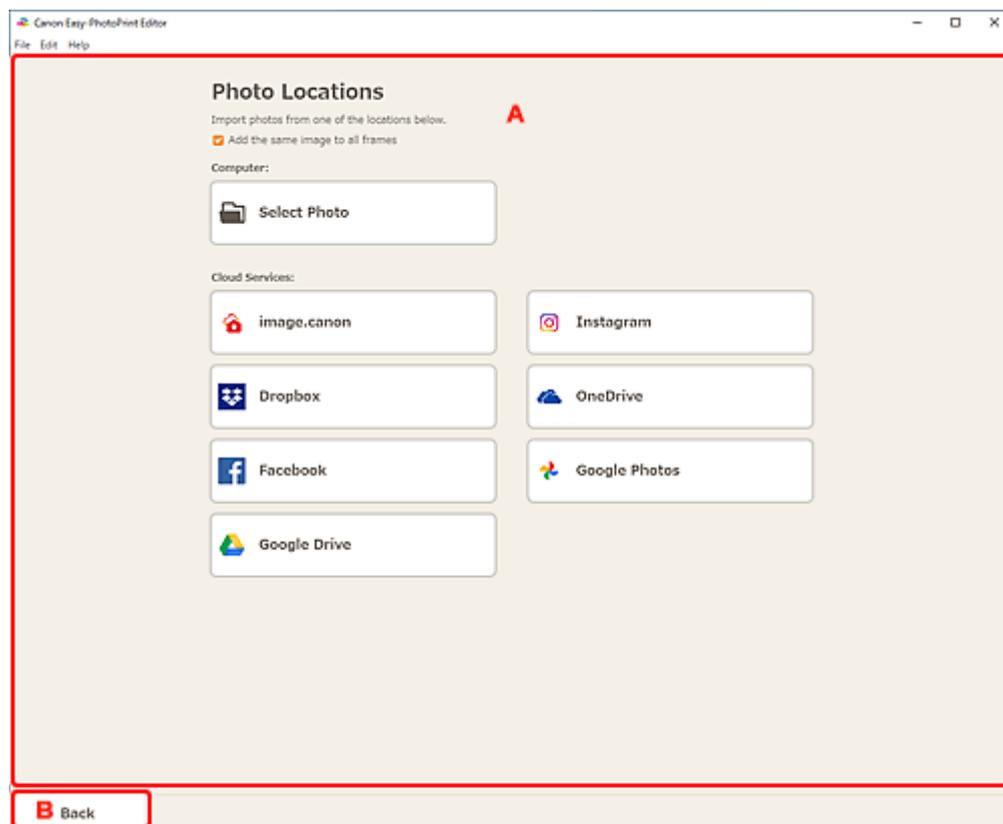 Canon Easy-PhotoPrint Editor
File Edit Help
Photo Locations
A
Import photos from one of the locations below.
Add the same image to all frames
Computer:
Select Photo
Cloud Services:
image.canon Instagram
Dropbox OneDrive
Facebook Google Photos
Google Drive
B Back